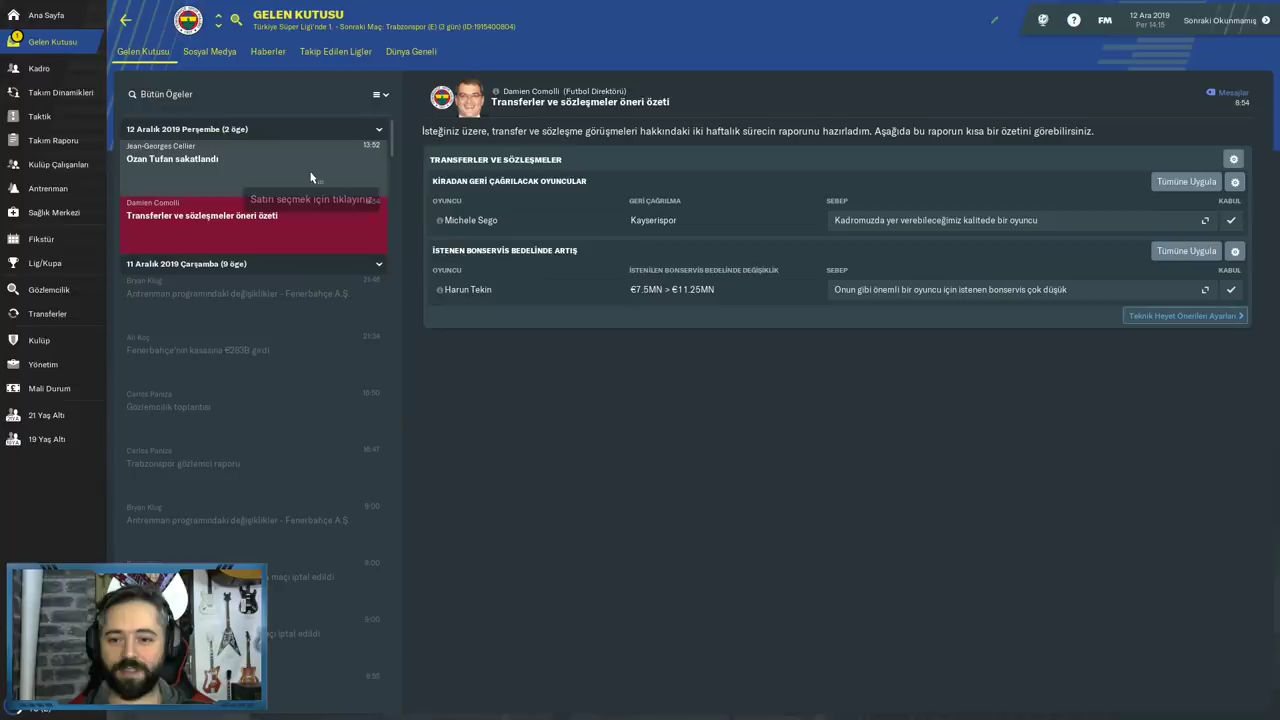 Ana Sayfa
Gelen Kutusu
Kadro
Takım Dinamikleri
Taktik
Takım Raporu
Kulüp Çalışanları
Antrenman
Sağlık Merkezi
Fikstür
Lig/Kupa
Gözlemcilik
Transferler
Kulüp
Yönetim
Mali Durum
21 Yaş Altı
19 Yaş Altı
GELEN KUTUSU
Türkiye Süper Ligi'nde 1. - Sonraki Maç: Trabzonspor (E) (3 gün) (ID:1915400804)
FM
12 Ara 2019
Per 14:15
Sonraki Okunmamış
Gelen Kutusu
Sosyal Medya
Haberler
Takip Edilen Ligler
Dünya Geneli
Bütün Ögeler
12 Aralık 2019 Perşembe (2 öge)
Jean-Georges Cellier 13:52
Ozan Tufan sakatlandı
Satırı seçmek için tıklayınız
Damien Comolli
Transferler ve sözleşmeler öneri özeti
11 Aralık 2019 Çarşamba (9 öge)
Bryan Klug 21:46
Antrenman programındaki değişiklikler - Fenerbahçe A.Ş.
Ali Koç 21:34
Fenerbahçe'nin kasasına €283B girdi
Carlos Paniza 16:50
Gözlemcilik toplantısı
Carlos Paniza 16:47
Trabzonspor gözlemci raporu
Bryan Klug 9:00
Antrenman programındaki değişiklikler - Fenerbahçe A.Ş.
maçı iptal edildi
iptal edildi
Damien Comolli (Futbol Direktörü)
Transferler ve sözleşmeler öneri özeti
Mesajlar
8:54
İsteğiniz üzere, transfer ve sözleşme görüşmeleri hakkındaki iki haftalık sürecin raporunu hazırladım. Aşağıda bu raporun kısa bir özetini görebilirsiniz.
TRANSFERLER VE SÖZLEŞMELER
KİRADAN GERİ ÇAĞRILACAK OYUNCULAR
Tümüne Uygula
OYUNCU GERİ ÇAĞRILMA SEBEP KABUL
Michele Sego Kayserispor Kadromuzda yer verebileceğimiz kalitede bir oyuncu
İSTENEN BONSERVİS BEDELİNDE ARTIŞ
Tümüne Uygula
OYUNCU İSTENİLEN BONSERVİS BEDELİNDE DEĞİŞİKLİK SEBEP KABUL
Harun Tekin €7.5MN > €11.25MN Onun gibi önemli bir oyuncu için istenen bonservis çok düşük
Teknik Heyet Önerileri Ayarları